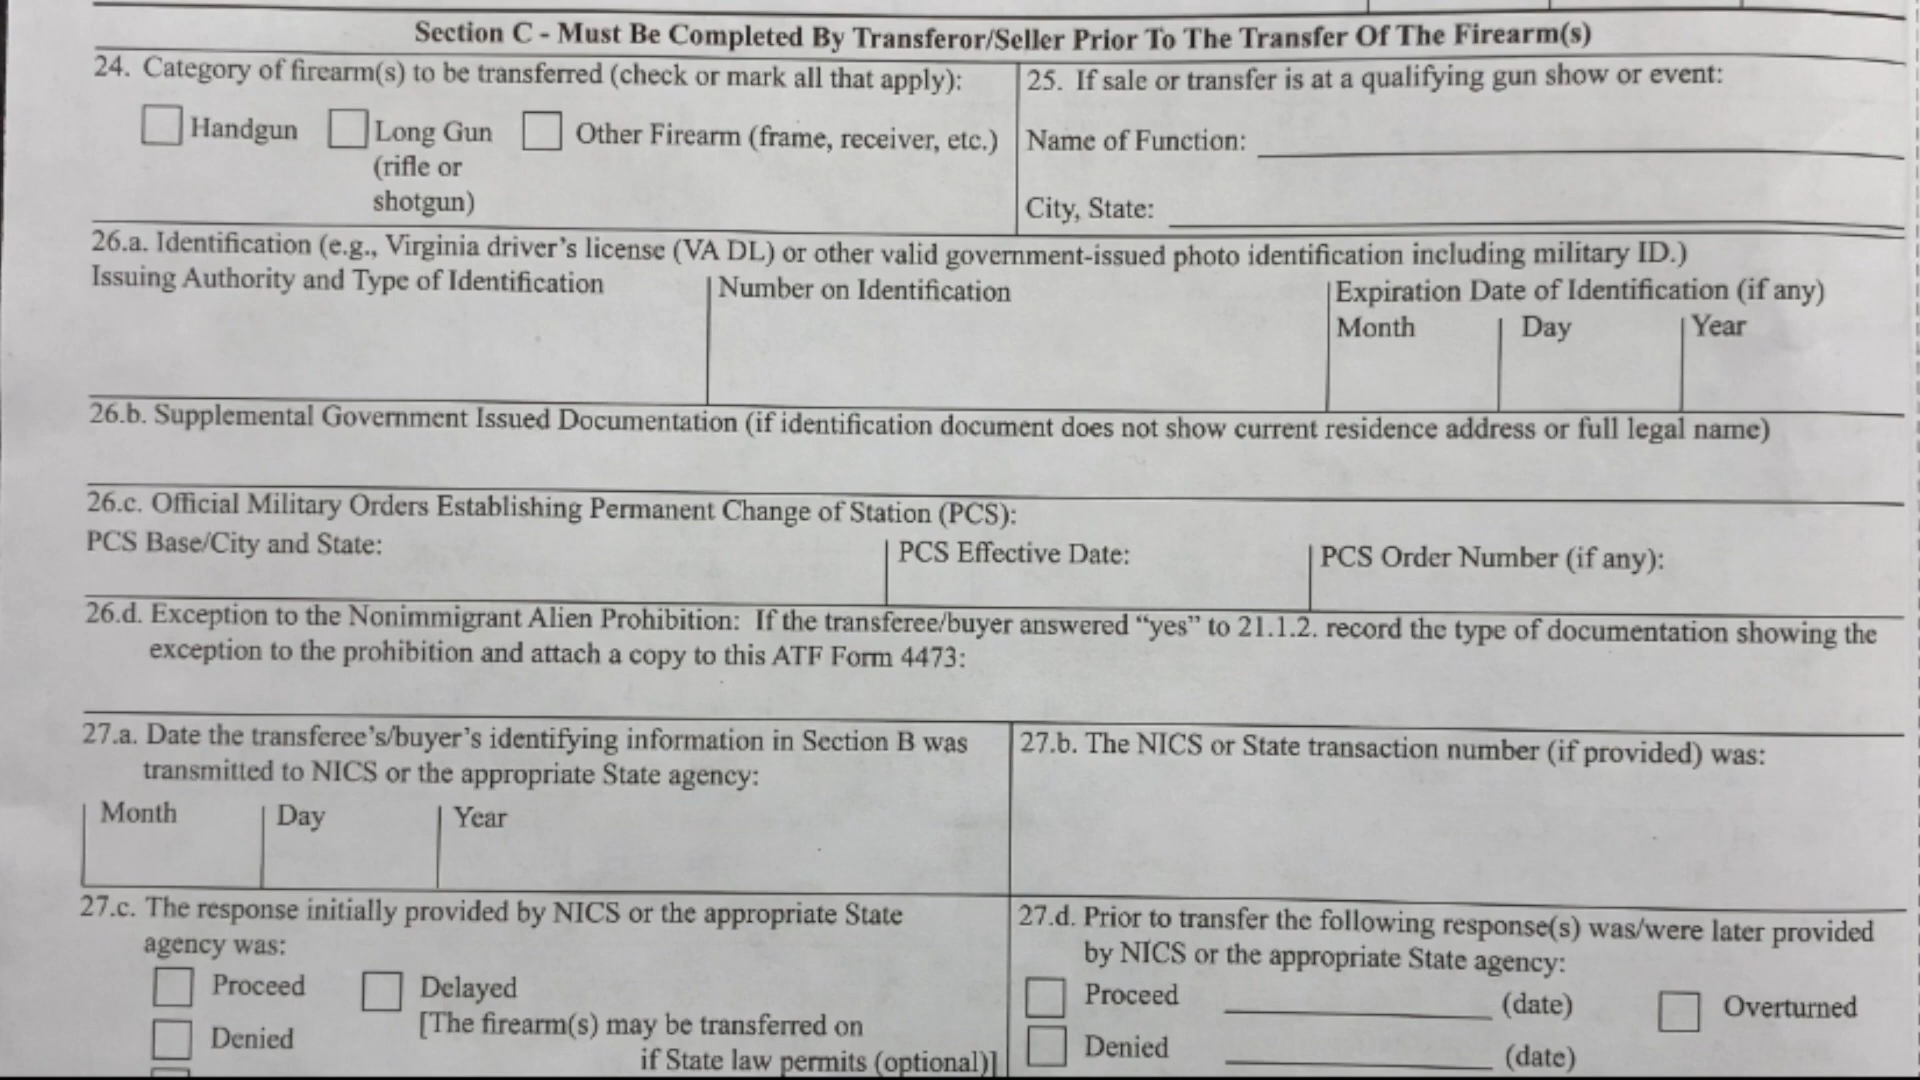 Section C - Must Be Completed By Transferor/Seller Prior To The Transfer Of The Firearm(s)
24. Category of firearm(s) to be transferred (check or mark all that apply):
Handgun
Long Gun
(rifle or
shotgun)
Other Firearm (frame, receiver, etc.)
25. If sale or transfer is at a qualifying gun show or event:
Name of Function:
City, State:
26.a. Identification (e.g., Virginia driver's license (VA DL) or other valid government-issued photo identification including military ID.)
Issuing Authority and Type of Identification
Number on Identification
Expiration Date of Identification (if any)
Month
Day
Year
26.b. Supplemental Government Issued Documentation (if identification document does not show current residence address or full legal name)
26.c. Official Military Orders Establishing Permanent Change of Station (PCS):
PCS Base/City and State:
PCS Effective Date:
PCS Order Number (if any):
26.d. Exception to the Nonimmigrant Alien Prohibition: If the transferee/buyer answered “yes” to 21.1.2. record the type of documentation showing the
exception to the prohibition and attach a copy to this ATF Form 4473:
27.a. Date the transferee's/buyer's identifying information in Section B was
transmitted to NICS or the appropriate State agency:
Month
Day
Year
27.b. The NICS or State transaction number (if provided) was:
27.c. The response initially provided by NICS or the appropriate State
agency was:
Proceed
Delayed
[The firearm(s) may be transferred on
if State law permits (optional)]
Denied
27.d. Prior to transfer the following response(s) was/were later provided
by NICS or the appropriate State agency:
Proceed (date)
Overturned
Denied (date)